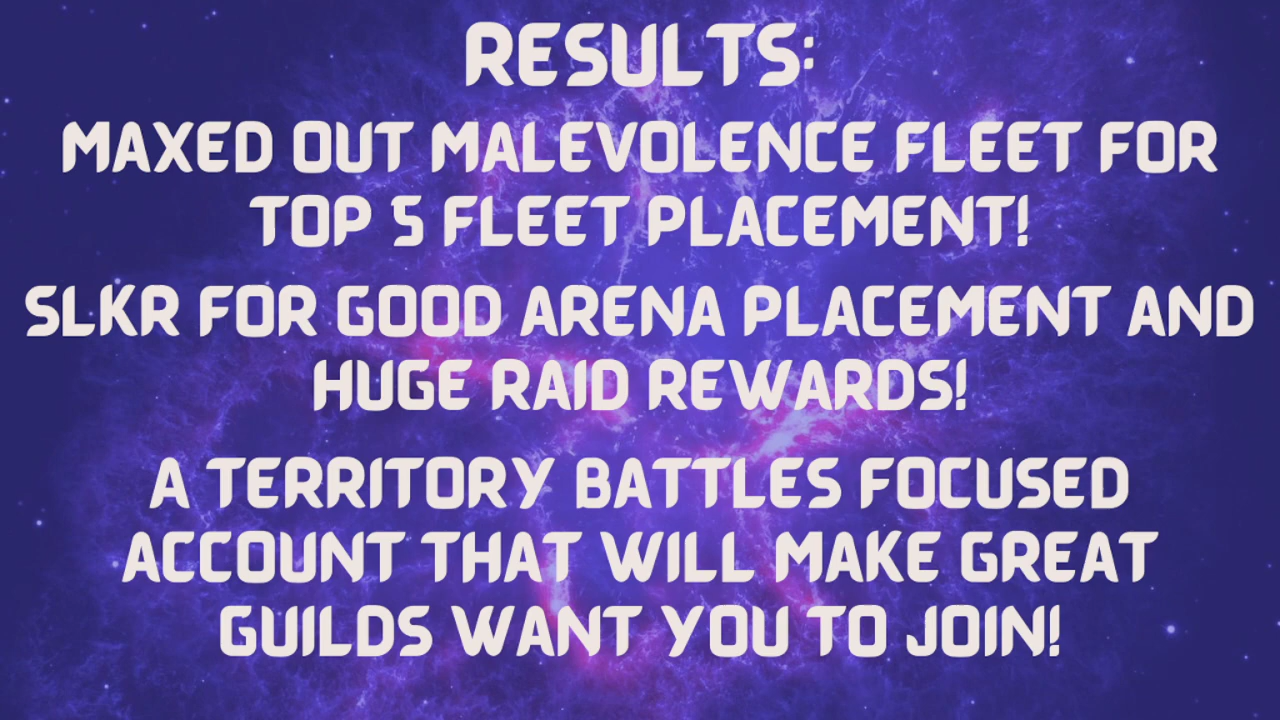 RESULTS:
MAXED OUT MALEVOLENCE FLEET FOR
TOP 5 FLEET PLACEMENT!
SLKR FOR GOOD ARENA PLACEMENT AND
HUGE RAID REWARDS!
A TERRITORY BATTLES FOCUSED
ACCOUNT THAT WILL MAKE GREAT
GUILDS WANT YOU TO JOIN!